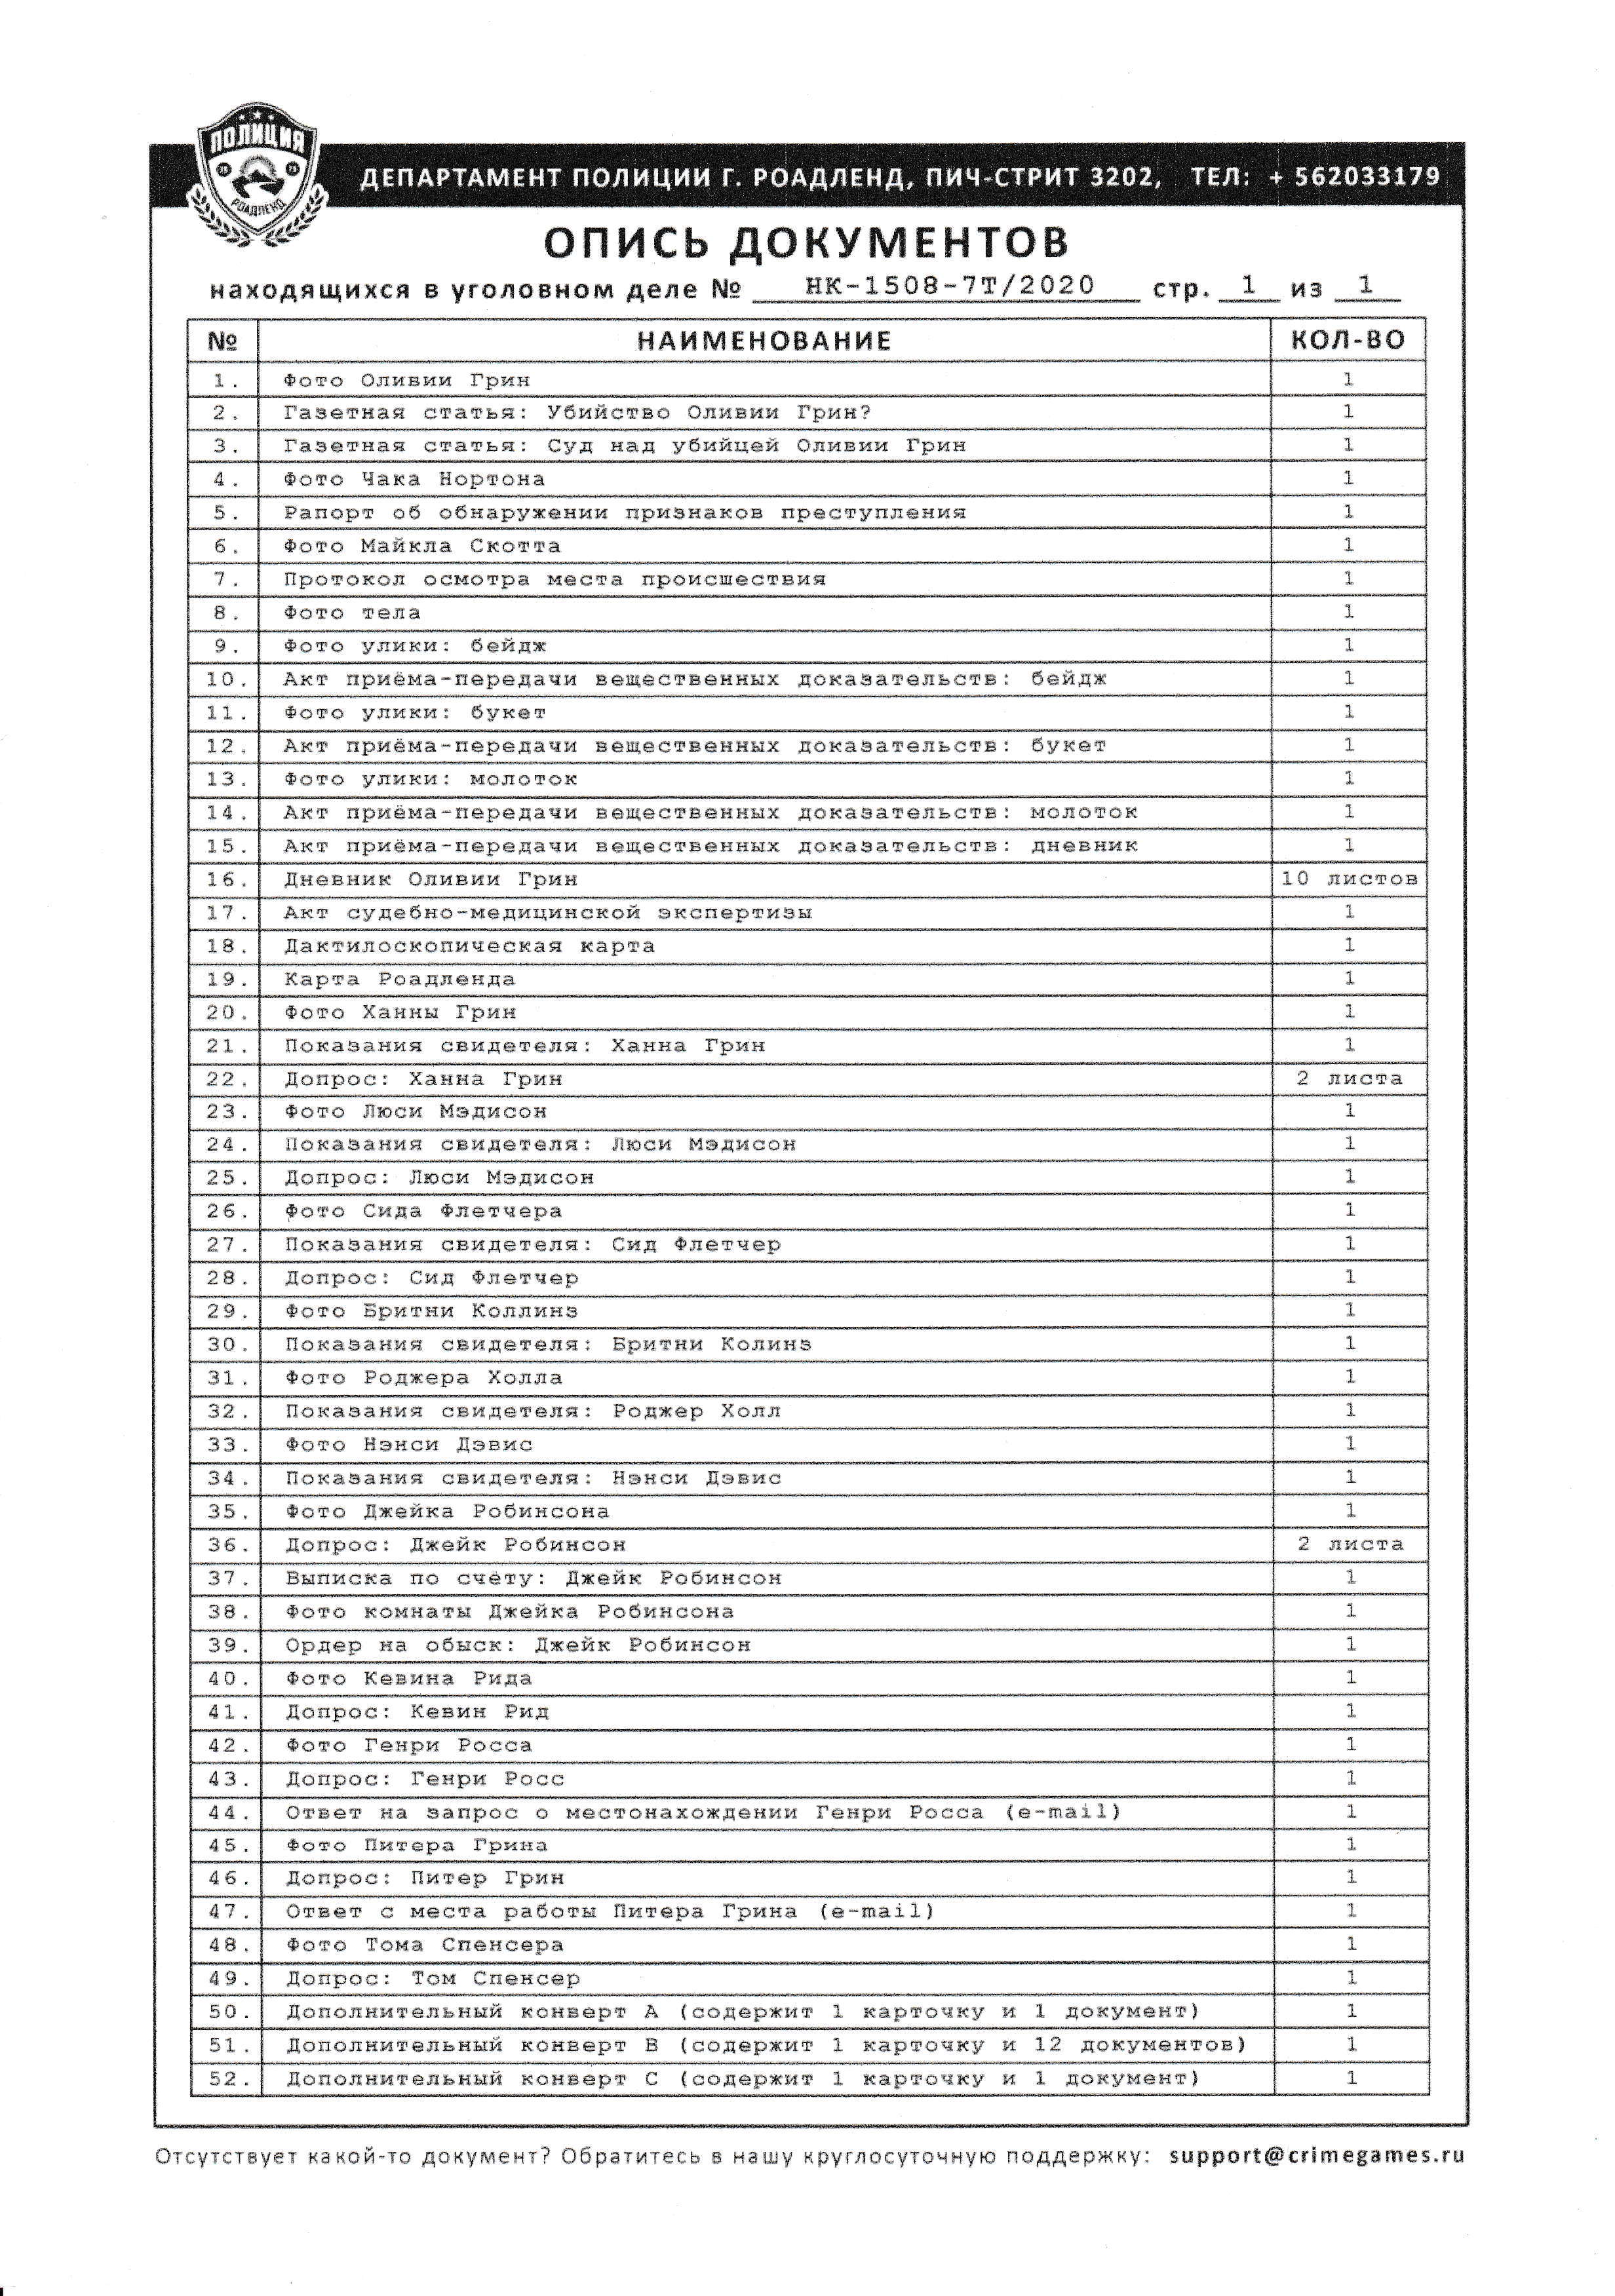 ПОЛИЦИЯ
РОАДЛЕНД
ДЕПАРТАМЕНТ ПОЛИЦИИ Г. РОАДЛЕНД, ПИЧ-СТРИТ 3202, ТЕЛ: + 562033179
ОПИСЬ ДОКУМЕНТОВ
находящихся в уголовном деле № НК-1508-7Т/2020 стр. 1 из 1
№ НАИМЕНОВАНИЕ КОЛ-ВО
1. Фото Оливии Грин 1
2. Газетная статья: Убийство Оливии Грин? 1
3. Газетная статья: Суд над убийцей Оливии Грин 1
4. Фото Чака Нортона 1
5. Рапорт об обнаружении признаков преступления 1
6. Фото Майкла Скотта 1
7. Протокол осмотра места происшествия 1
8. Фото тела 1
9. Фото улики: бейдж 1
10. Акт приёма-передачи вещественных доказательств: бейдж 1
11. Фото улики: букет 1
12. Акт приёма-передачи вещественных доказательств: букет 1
13. Фото улики: молоток 1
14. Акт приёма-передачи вещественных доказательств: молоток 1
15. Акт приёма-передачи вещественных доказательств: дневник 1
16. Дневник Оливии Грин 10 листов
17. Акт судебно-медицинской экспертизы 1
18. Дактилоскопическая карта 1
19. Карта Роадленда 1
20. Фото Ханны Грин 1
21. Показания свидетеля: Ханна Грин 1
22. Допрос: Ханна Грин 2 листа
23. Фото Люси Мэдисон 1
24. Показания свидетеля: Люси Мэдисон 1
25. Допрос: Люси Мэдисон 1
26. Фото Сида Флетчера 1
27. Показания свидетеля: Сид Флетчер 1
28. Допрос: Сид Флетчер 1
29. Фото Бритни Коллинз 1
30. Показания свидетеля: Бритни Колинз 1
31. Фото Роджера Холла 1
32. Показания свидетеля: Роджер Холл 1
33. Фото Нэнси Дэвис 1
34. Показания свидетеля: Нэнси Дэвис 1
35. Фото Джейка Робинсона 1
36. Допрос: Джейк Робинсон 2 листа
37. Выписка по счёту: Джейк Робинсон 1
38. Фото комнаты Джейка Робинсона 1
39. Ордер на обыск: Джейк Робинсон 1
40. Фото Кевина Рида 1
41. Допрос: Кевин Рид 1
42. Фото Генри Росса 1
43. Допрос: Генри Росс 1
44. Ответ на запрос о местонахождении Генри Росса (e-mail) 1
45. Фото Питера Грина 1
46. Допрос: Питер Грин 1
47. Ответ с места работы Питера Грина (e-mail) 1
48. Фото Тома Спенсера 1
49. Допрос: Том Спенсер 1
50. Дополнительный конверт А (содержит 1 карточку и 1 документ) 1
51. Дополнительный конверт В (содержит 1 карточку и 12 документов) 1
52. Дополнительный конверт С (содержит 1 карточку и 1 документ) 1
Отсутствует какой-то документ? Обратитесь в нашу круглосуточную поддержку: support@crimegames.ru